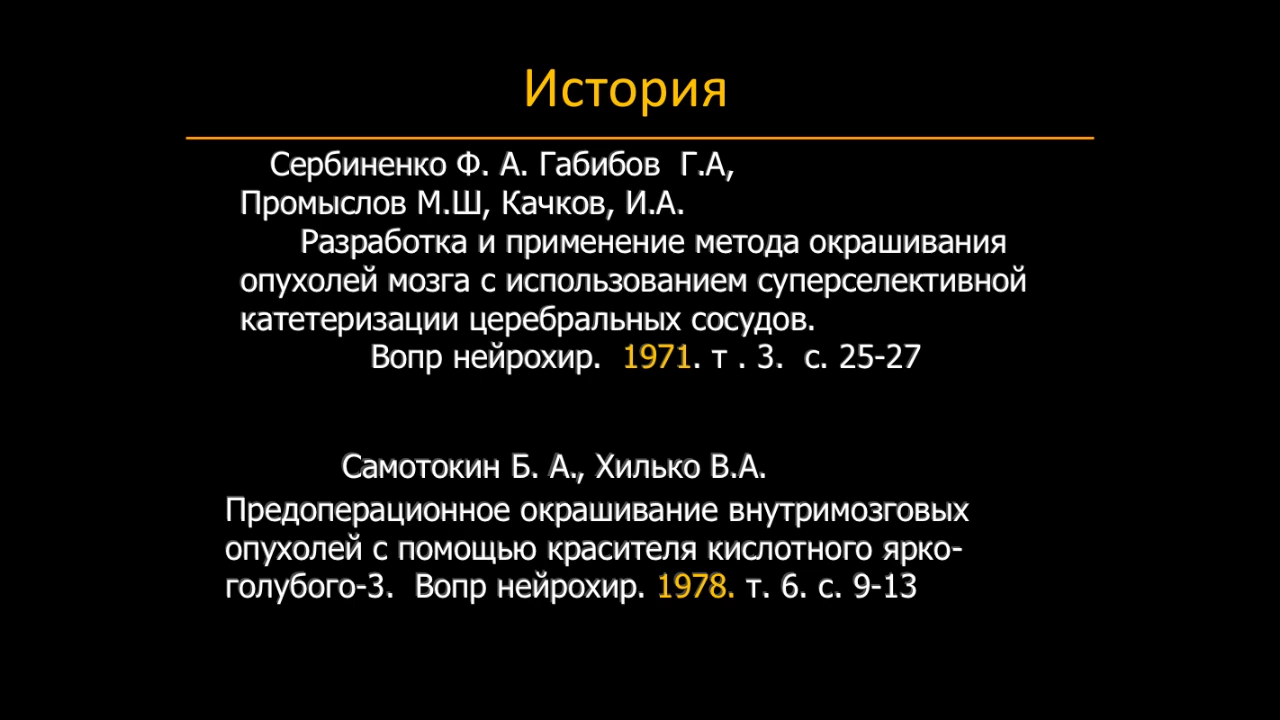 История
Сербиненко Ф. А. Габибов Г.А,
Промыслов М.Ш, Качков, И.А.
Разработка и применение метода окрашивания
опухолей мозга с использованием суперселективной
катетеризации церебральных сосудов.
Вопр нейрохир. 1971. т . 3. с. 25-27
Самотокин Б. А., Хилько В.А.
Предоперационное окрашивание внутримозговых
опухолей с помощью красителя кислотного ярко-
голубого-3. Вопр нейрохир. 1978. т. 6. с. 9-13